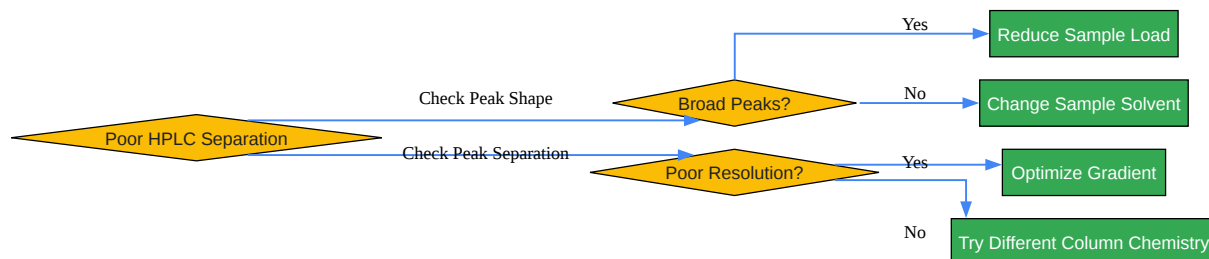 Yes
Reduce Sample Load
Check Peak Shape
Broad Peaks?
No
Change Sample Solvent
Poor HPLC Separation
Check Peak Separation
Poor Resolution?
Yes
Optimize Gradient
No
Try Different Column Chemistry